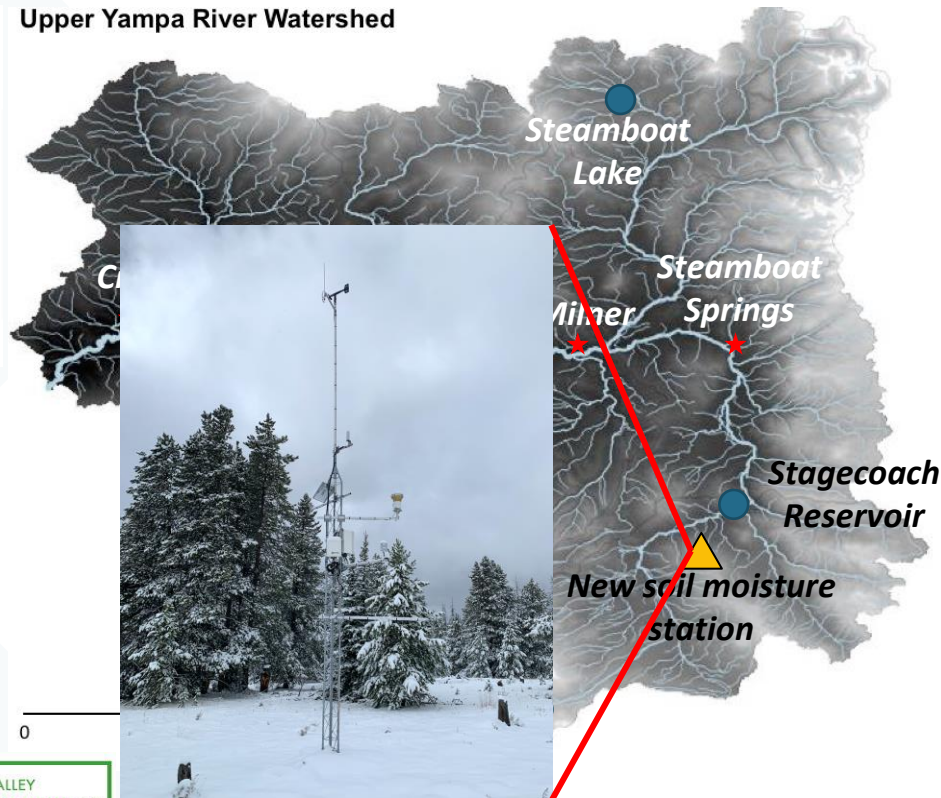 Upper Yampa River Watershed
Steamboat
Lake
Steamboat
Springs
Milner
Stagecoach
Reservoir
New soil moisture
station
0